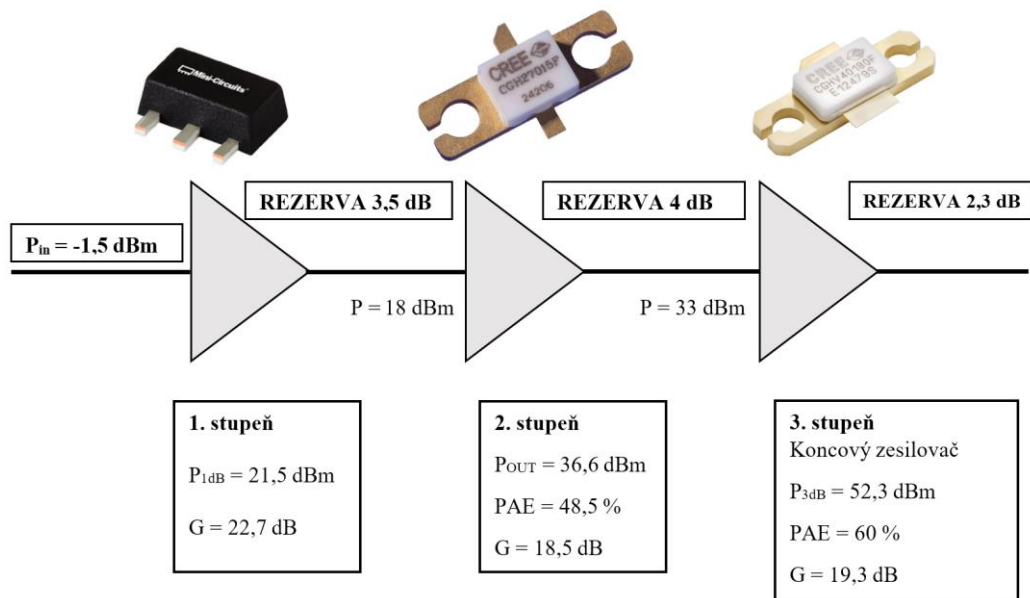 Mini-Circuits
CREE
CGH27015F
24206
CREE
CGHV40180F
E12479S
REZERVA 3,5 dB
REZERVA 4 dB
REZERVA 2,3 dB
Pin = -1,5 dBm
P = 18 dBm
P = 33 dBm
1. stupeň
P1dB = 21,5 dBm
G = 22,7 dB
2. stupeň
POUT = 36,6 dBm
PAE = 48,5 %
G = 18,5 dB
3. stupeň
Koncový zesilovač
P3dB = 52,3 dBm
PAE = 60 %
G = 19,3 dB